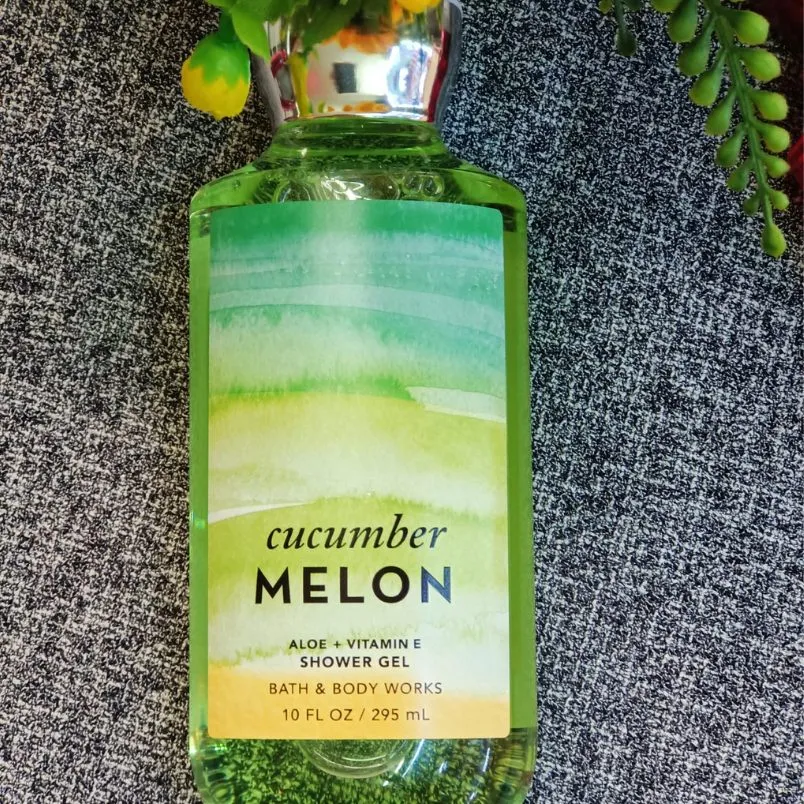 cucumber
MELON
ALOE + VITAMIN E
SHOWER GEL
BATH & BODY WORKS
10 FL OZ / 295 mL